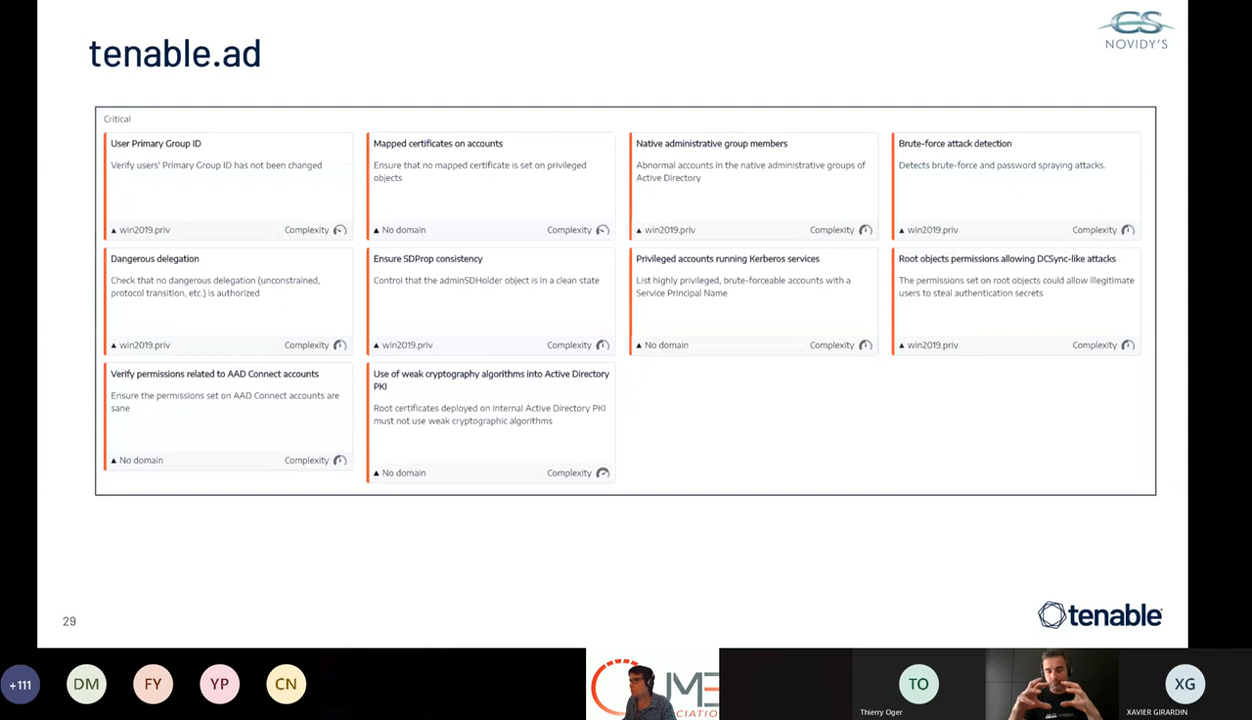 CS
NOVIDY'S
tenable.ad
Critical
User Primary Group ID
Verify users' Primary Group ID has not been changed
win2019.priv
Complexity
Mapped certificates on accounts
Ensure that no mapped certificate is set on privileged
objects
No domain
Complexity
Native administrative group members
Abnormal accounts in the native administrative groups of
Active Directory
win2019.priv
Complexity
Brute-force attack detection
Detects brute-force and password spraying attacks.
win2019.priv
Complexity
Dangerous delegation
Check that no dangerous delegation (unconstrained,
protocol transition, etc.) is authorized
win2019.priv
Complexity
Ensure SDProp consistency
Control that the adminSDHolder object is in a clean state
win2019.priv
Complexity
Privileged accounts running Kerberos services
List highly privileged, brute-forceable accounts with a
Service Principal Name
No domain
Complexity
Root objects permissions allowing DCSync-like attacks
The permissions set on root objects could allow illegitimate
users to steal authentication secrets
win2019.priv
Complexity
Verify permissions related to AAD Connect accounts
Ensure the permissions set on AAD Connect accounts are
sane
No domain
Complexity
Use of weak cryptography algorithms into Active Directory
PKI
Root certificates deployed on Internal Active Directory PKI
must not use weak cryptographic algorithms
No domain
Complexity
29
tenable
+111
DM
FY
YP
CN
TO
Thierry Oger
XG
XAVIER GIRARDIN